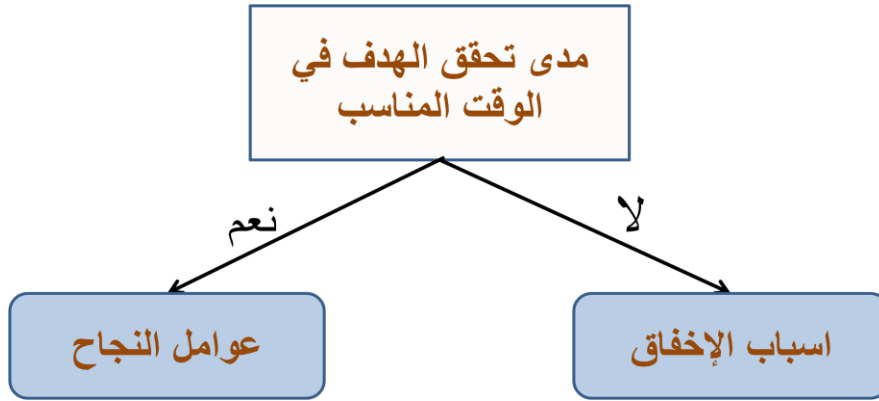 مدى تحقق الهدف في
الوقت المناسب
لا
نعم
اسباب الإخفاق
عوامل النجاح